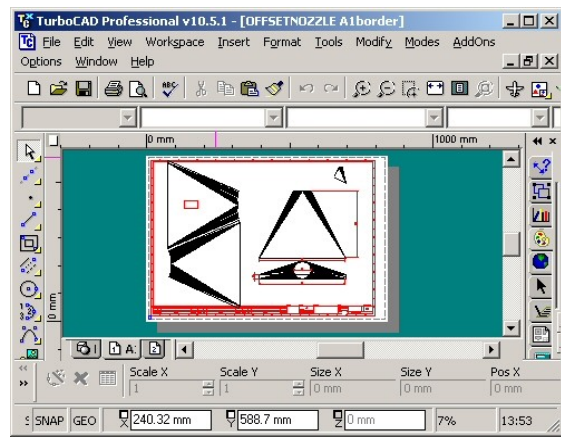 TurboCAD Professional v10.5.1 - [OFFSETNOZZLE A1border]
File Edit View Workspace Insert Format Tools Modify Modes AddOns
Options Window Help
ABC
0 mm 1000 mm
0 mm
A:
Scale X Scale Y Size X Size Y Pos X
1 1 0 mm 0 mm 0 mm
S SNAP GEO X 240.32 mm Y 588.7 mm Z 0 mm 7% 13:53